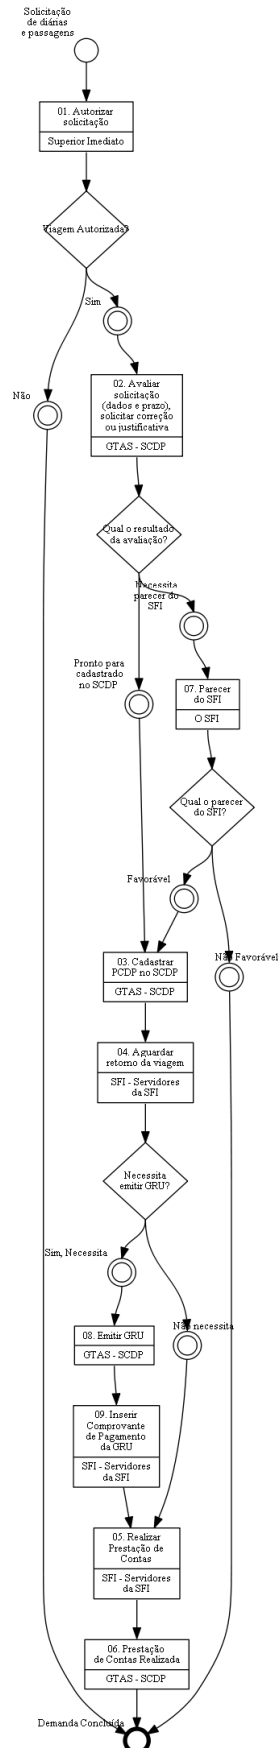 Solicitação
de diárias
e passagens
01. Autorizar
solicitação
Superior Imediato
Viagem Autorizada?
Sim
Não
02. Avaliar
solicitação
(dados e prazo),
solicitar correção
ou justificativa
GTAS - SCDP
Qual o resultado
da avaliação?
Necessita
parecer do
SFI
Pronto para
cadastrado
no SCDP
07. Parecer
do SFI
O SFI
Qual o parecer
do SFI?
Favorável
Não Favorável
03. Cadastrar
PCDP no SCDP
GTAS - SCDP
04. Aguardar
retorno da viagem
SFI - Servidores
da SFI
Necessita
emitir GRU?
Sim, Necessita
Não necessita
08. Emitir GRU
GTAS - SCDP
09. Inserir
Comprovante
de Pagamento
da GRU
SFI - Servidores
da SFI
05. Realizar
Prestação de
Contas
SFI - Servidores
da SFI
06. Prestação
de Contas Realizada
GTAS - SCDP
Demanda Concluída